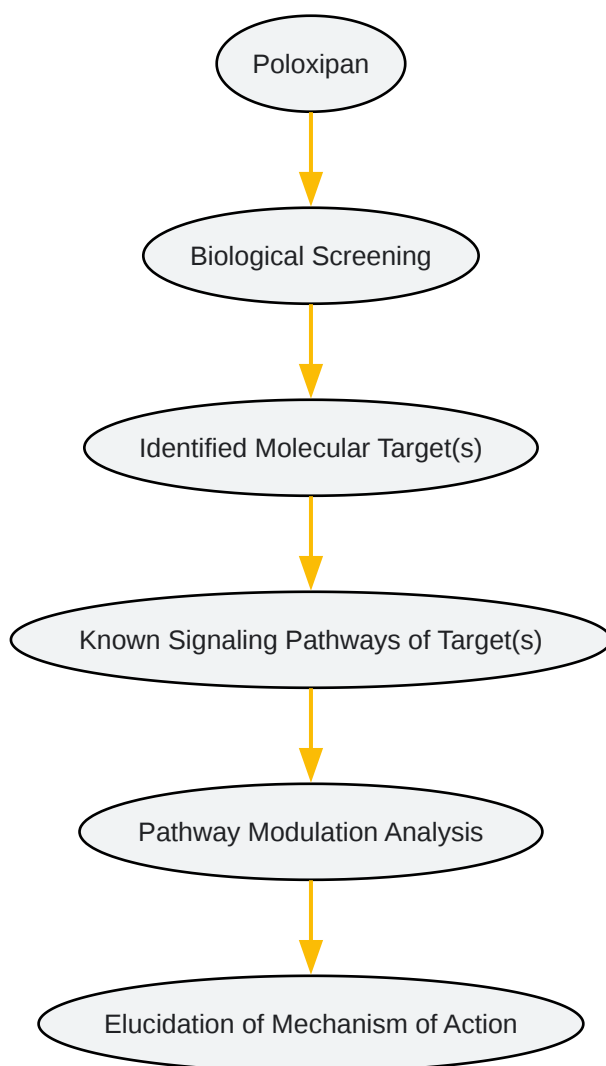 Poloxipan
Biological Screening
Identified Molecular Target(s)
Known Signaling Pathways of Target(s)
Pathway Modulation Analysis
Elucidation of Mechanism of Action